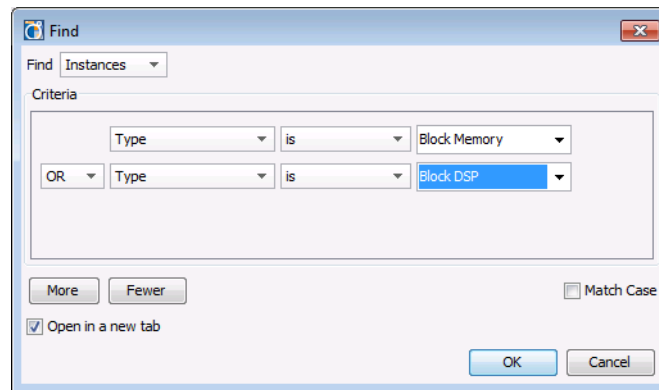 Find
Find Instances
Criteria
Type is Block Memory
OR Type is Block DSP
More Fewer Match Case
Open in a new tab
OK Cancel